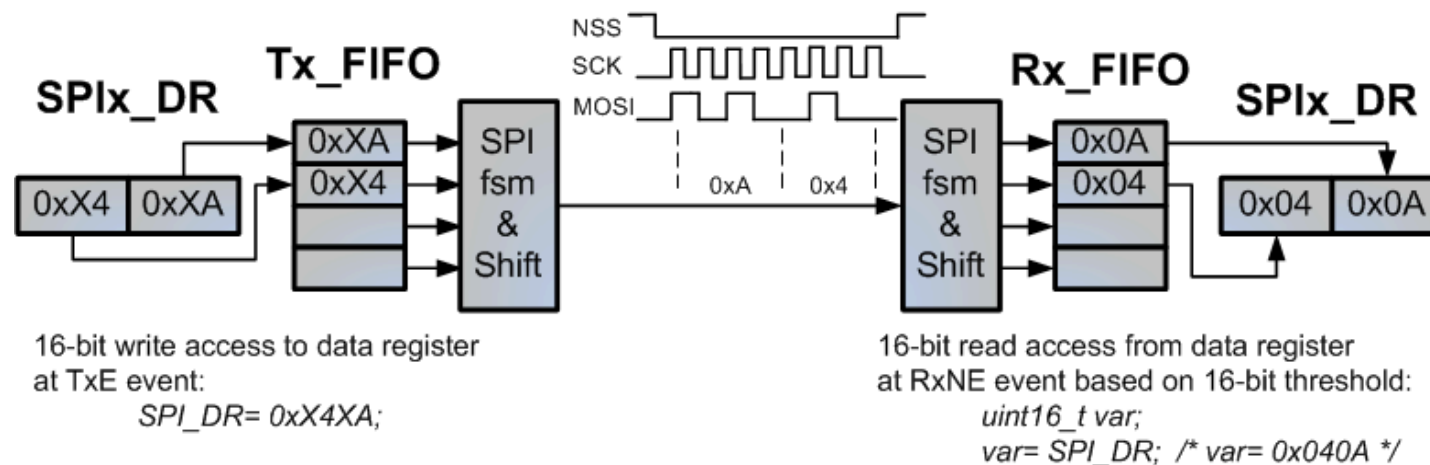 NSS
SCK
MOSI
Tx_FIFO
Rx_FIFO
SPIx_DR
SPIx_DR
0xX4 0xXA
0xXA
0xX4
SPI
fsm
&
Shift
0xA 0x4
SPI
fsm
&
Shift
0x0A
0x04
0x04 0x0A
16-bit write access to data register
at TxE event:
SPI_DR= 0xX4XA;
16-bit read access from data register
at RxNE event based on 16-bit threshold:
uint16_t var;
var= SPI_DR; /* var= 0x040A */